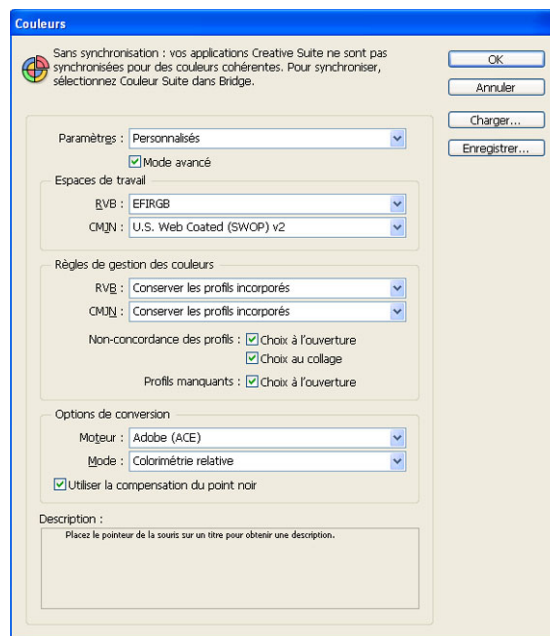 Couleurs
Sans synchronisation : vos applications Creative Suite ne sont pas
synchronisées pour des couleurs cohérentes. Pour synchroniser,
sélectionnez Couleur Suite dans Bridge.
OK
Annuler
Charger...
Enregistrer...
Paramètres : Personnalisés
Mode avancé
Espaces de travail
RVB : EFIRGB
CMJN : U.S. Web Coated (SWOP) v2
Règles de gestion des couleurs
RVB : Conserver les profils incorporés
CMJN : Conserver les profils incorporés
Non-concordance des profils : Choix à l'ouverture
Choix au collage
Profils manquants : Choix à l'ouverture
Options de conversion
Moteur : Adobe (ACE)
Mode : Colorimétrie relative
Utiliser la compensation du point noir
Description :
Placez le pointeur de la souris sur un titre pour obtenir une description.